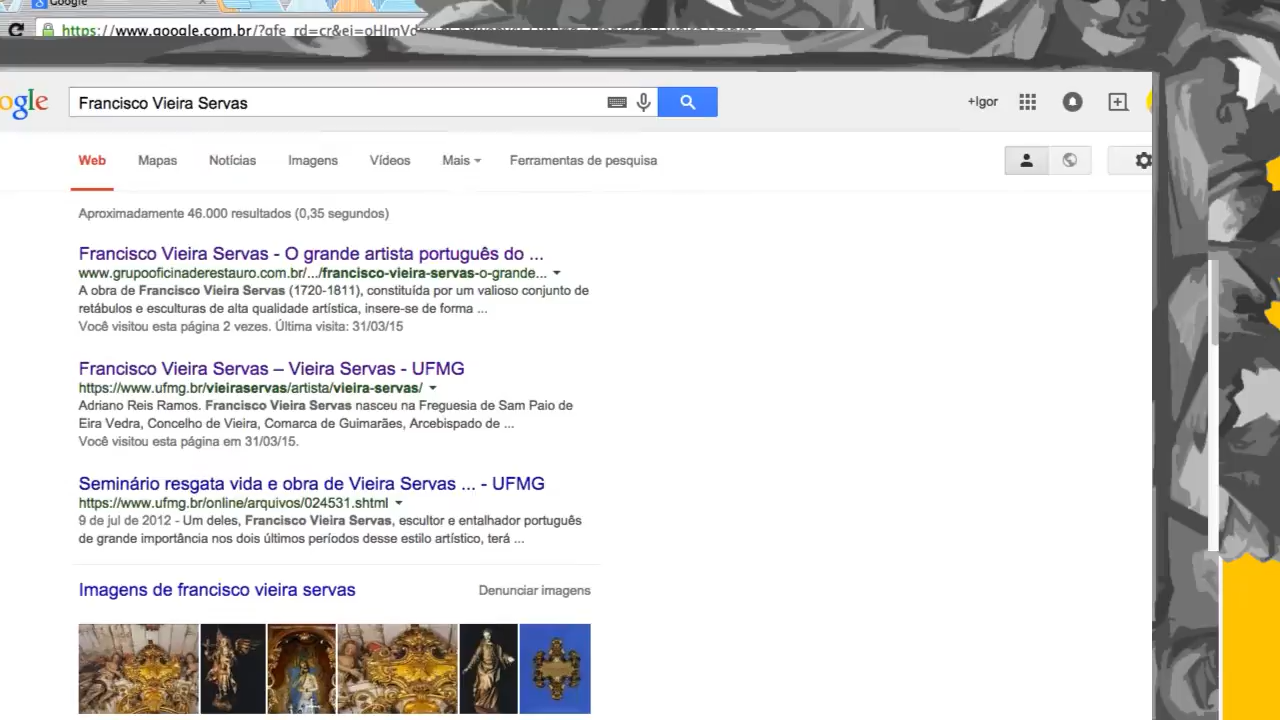 Google
https://www.google.com.br/?gfe_rd=cr&ei=oHImVd
ogle
Francisco Vieira Servas
+Igor
Web Mapas Notícias Imagens Vídeos Mais Ferramentas de pesquisa
Aproximadamente 46.000 resultados (0,35 segundos)
Francisco Vieira Servas - O grande artista português do ...
www.grupooficinaderestauro.com.br/.../francisco-vieira-servas-o-grande...
A obra de Francisco Vieira Servas (1720-1811), constituída por um valioso conjunto de
retábulos e esculturas de alta qualidade artística, insere-se de forma ...
Você visitou esta página 2 vezes. Última visita: 31/03/15
Francisco Vieira Servas – Vieira Servas - UFMG
https://www.ufmg.br/vieiraservas/artista/vieira-servas/
Adriano Reis Ramos. Francisco Vieira Servas nasceu na Freguesia de Sam Paio de
Eira Vedra, Concelho de Vieira, Comarca de Guimarães, Arcebispado de ...
Você visitou esta página em 31/03/15.
Seminário resgata vida e obra de Vieira Servas ... - UFMG
https://www.ufmg.br/online/arquivos/024531.shtml
9 de jul de 2012 - Um deles, Francisco Vieira Servas, escultor e entalhador português
de grande importância nos dois últimos períodos desse estilo artístico, terá ...
Imagens de francisco vieira servas
Denunciar imagens